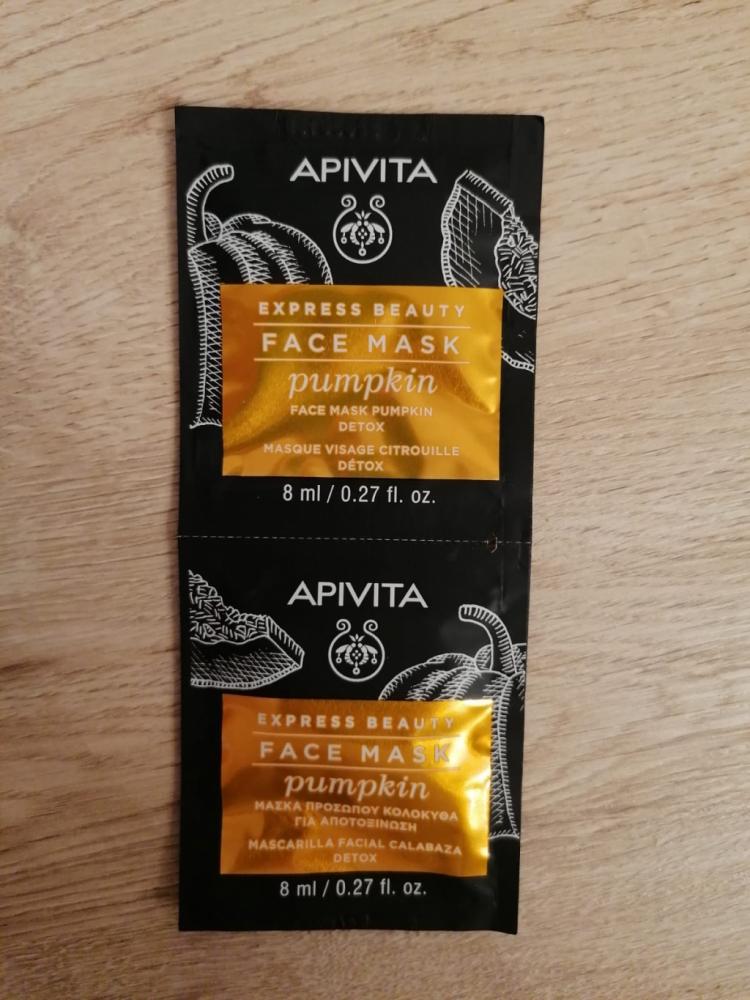 APIVITA
EXPRESS BEAUTY
FACE MASK
pumpkin
FACE MASK PUMPKIN
DETOX
MASQUE VISAGE CITROUILLE
DÉTOX
8 ml / 0.27 fl. oz.
APIVITA
EXPRESS BEAUTY
FACE MASK
pumpkin
ΜΑΣΚΑ ΠΡΟΣΩΠΟΥ ΚΟΛΟΚΥΘΑ
ΓΙΑ ΑΠΟΤΟΞΙΝΩΣΗ
MASCARILLA FACIAL CALABAZA
DETOX
8 ml / 0.27 fl. oz.